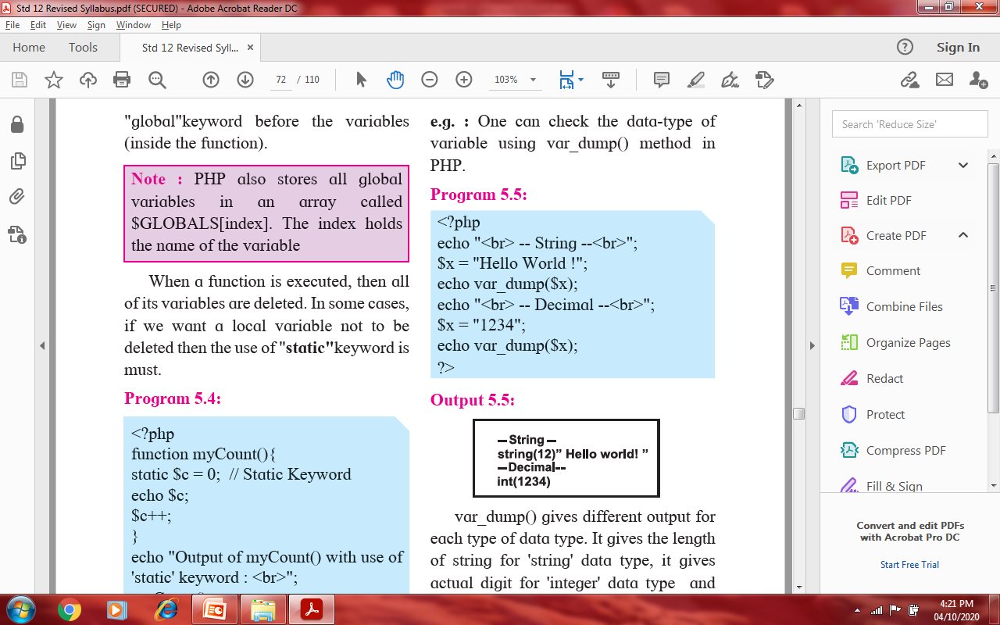 Std 12 Revised Syllabus.pdf (SECURED) - Adobe Acrobat Reader DC
File Edit View Sign Window Help
Home Tools Std 12 Revised Syll... × ? Sign In
72 / 110 103%
"global"keyword before the variables
(inside the function).
Note : PHP also stores all global
variables in an array called
$GLOBALS[index]. The index holds
the name of the variable
When a function is executed, then all
of its variables are deleted. In some cases,
if we want a local variable not to be
deleted then the use of "static"keyword is
must.
Program 5.4:
<?php
function myCount(){
static $c = 0; // Static Keyword
echo $c;
$c++;
}
echo "Output of myCount() with use of
'static' keyword : <br>";
e.g. : One can check the data-type of
variable using var_dump() method in
PHP.
Program 5.5:
<?php
echo "<br> -- String --<br>";
$x = "Hello World !";
echo var_dump($x);
echo "<br> -- Decimal --<br>";
$x = "1234";
echo var_dump($x);
?>
Output 5.5:
-- String --
string(12)” Hello world! ”
--Decimal--
int(1234)
var_dump() gives different output for
each type of data type. It gives the length
of string for 'string' data type, it gives
actual digit for 'integer' data type and
Search 'Reduce Size'
Export PDF
Edit PDF
Create PDF
Comment
Combine Files
Organize Pages
Redact
Protect
Compress PDF
Fill & Sign
Convert and edit PDFs
with Acrobat Pro DC
Start Free Trial
4:21 PM
04/10/2020